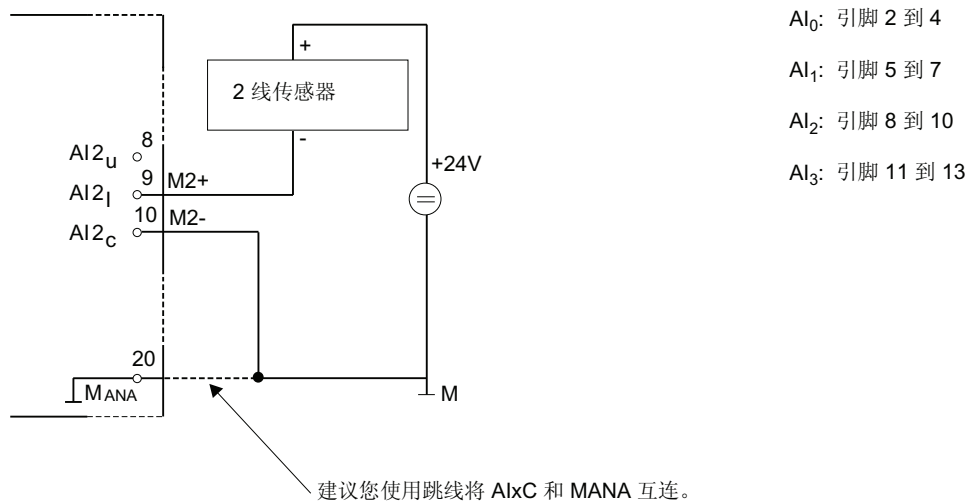 +
2 线传感器
-
+24V
8
AI2u
9
M2+
AI2I
10
M2-
AI2c
20
MANA
M
建议您使用跳线将 AIxC 和 MANA 互连。
AI0: 引脚 2 到 4
AI1: 引脚 5 到 7
AI2: 引脚 8 到 10
AI3: 引脚 11 到 13